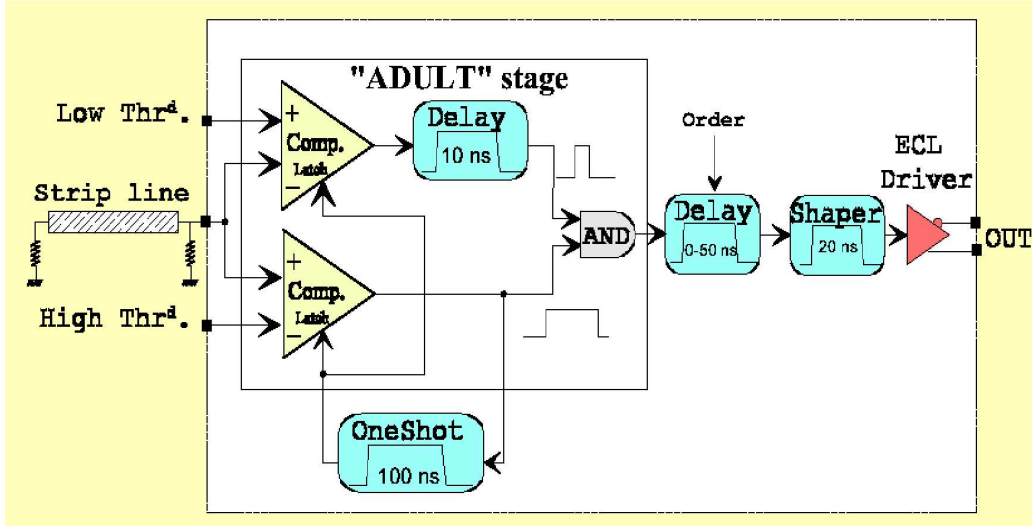 "ADULT" stage
Low Thrᵈ.
+
Comp.
Latch
−
Delay
10 ns
Order
ECL
Driver
Strip line
Delay
0-50 ns
Shaper
20 ns
AND
OUT
+
Comp.
Latch
−
High Thrᵈ.
OneShot
100 ns